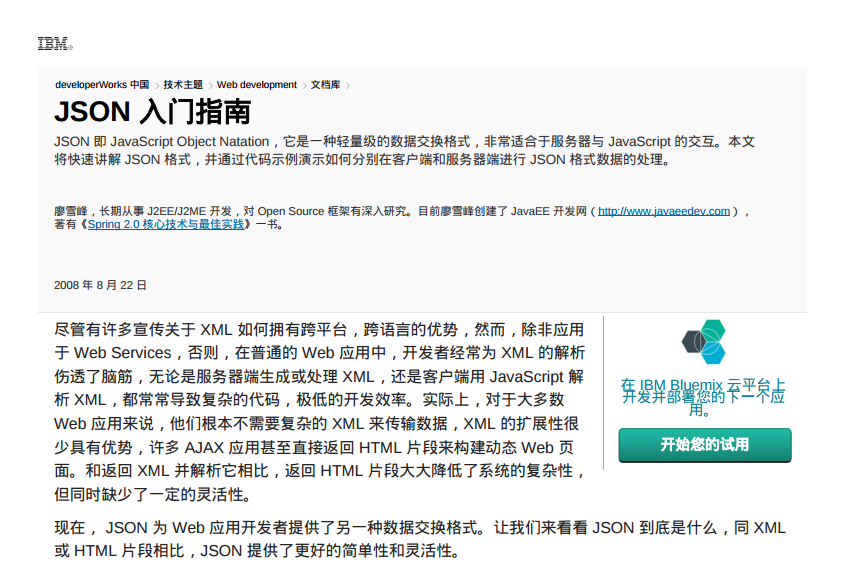 IBM®
developerWorks 中国 > 技术主题 > Web development > 文档库 >
JSON 入门指南
JSON 即 JavaScript Object Natation，它是一种轻量级的数据交换格式，非常适合于服务器与 JavaScript 的交互。本文
将快速讲解 JSON 格式，并通过代码示例演示如何分别在客户端和服务器端进行 JSON 格式数据的处理。
廖雪峰，长期从事 J2EE/J2ME 开发，对 Open Source 框架有深入研究。目前廖雪峰创建了 JavaEE 开发网（http://www.javaeedev.com），
著有《Spring 2.0 核心技术与最佳实践》一书。
2008 年 8 月 22 日
尽管有许多宣传关于 XML 如何拥有跨平台，跨语言的优势，然而，除非应用
于 Web Services，否则，在普通的 Web 应用中，开发者经常为 XML 的解析
伤透了脑筋，无论是服务器端生成或处理 XML，还是客户端用 JavaScript 解
析 XML，都常常导致复杂的代码，极低的开发效率。实际上，对于大多数
Web 应用来说，他们根本不需要复杂的 XML 来传输数据，XML 的扩展性很
少具有优势，许多 AJAX 应用甚至直接返回 HTML 片段来构建动态 Web 页
面。和返回 XML 并解析它相比，返回 HTML 片段大大降低了系统的复杂性，
但同时缺少了一定的灵活性。
在 IBM Bluemix 云平台上
开发并部署您的下一个应
用。
开始您的试用
现在， JSON 为 Web 应用开发者提供了另一种数据交换格式。让我们来看看 JSON 到底是什么，同 XML
或 HTML 片段相比，JSON 提供了更好的简单性和灵活性。